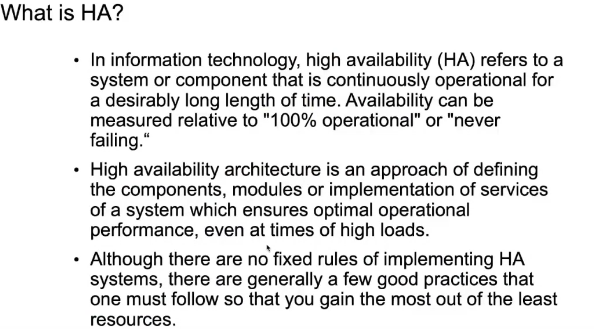 What is HA?
• In information technology, high availability (HA) refers to a
system or component that is continuously operational for
a desirably long length of time. Availability can be
measured relative to "100% operational" or "never
failing.“
• High availability architecture is an approach of defining
the components, modules or implementation of services
of a system which ensures optimal operational
performance, even at times of high loads.
• Although there are no fixed rules of implementing HA
systems, there are generally a few good practices that
one must follow so that you gain the most out of the least
resources.